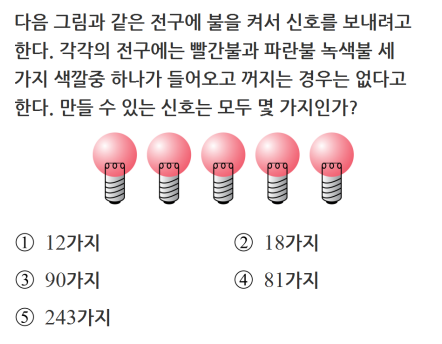 다음 그림과 같은 전구에 불을 켜서 신호를 보내려고
한다. 각각의 전구에는 빨간불과 파란불 녹색불 세
가지 색깔중 하나가 들어오고 꺼지는 경우는 없다고
한다. 만들 수 있는 신호는 모두 몇 가지인가?
① 12가지 ② 18가지
③ 90가지 ④ 81가지
⑤ 243가지